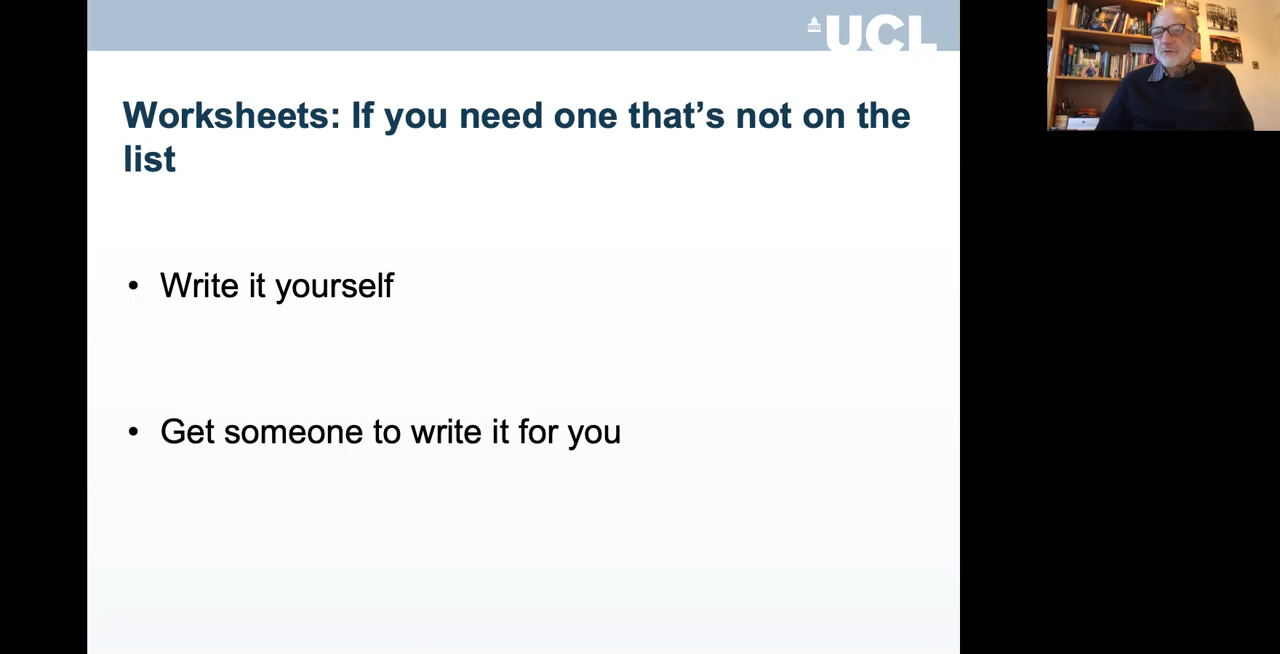 UCL
Worksheets: If you need one that’s not on the
list
• Write it yourself
• Get someone to write it for you